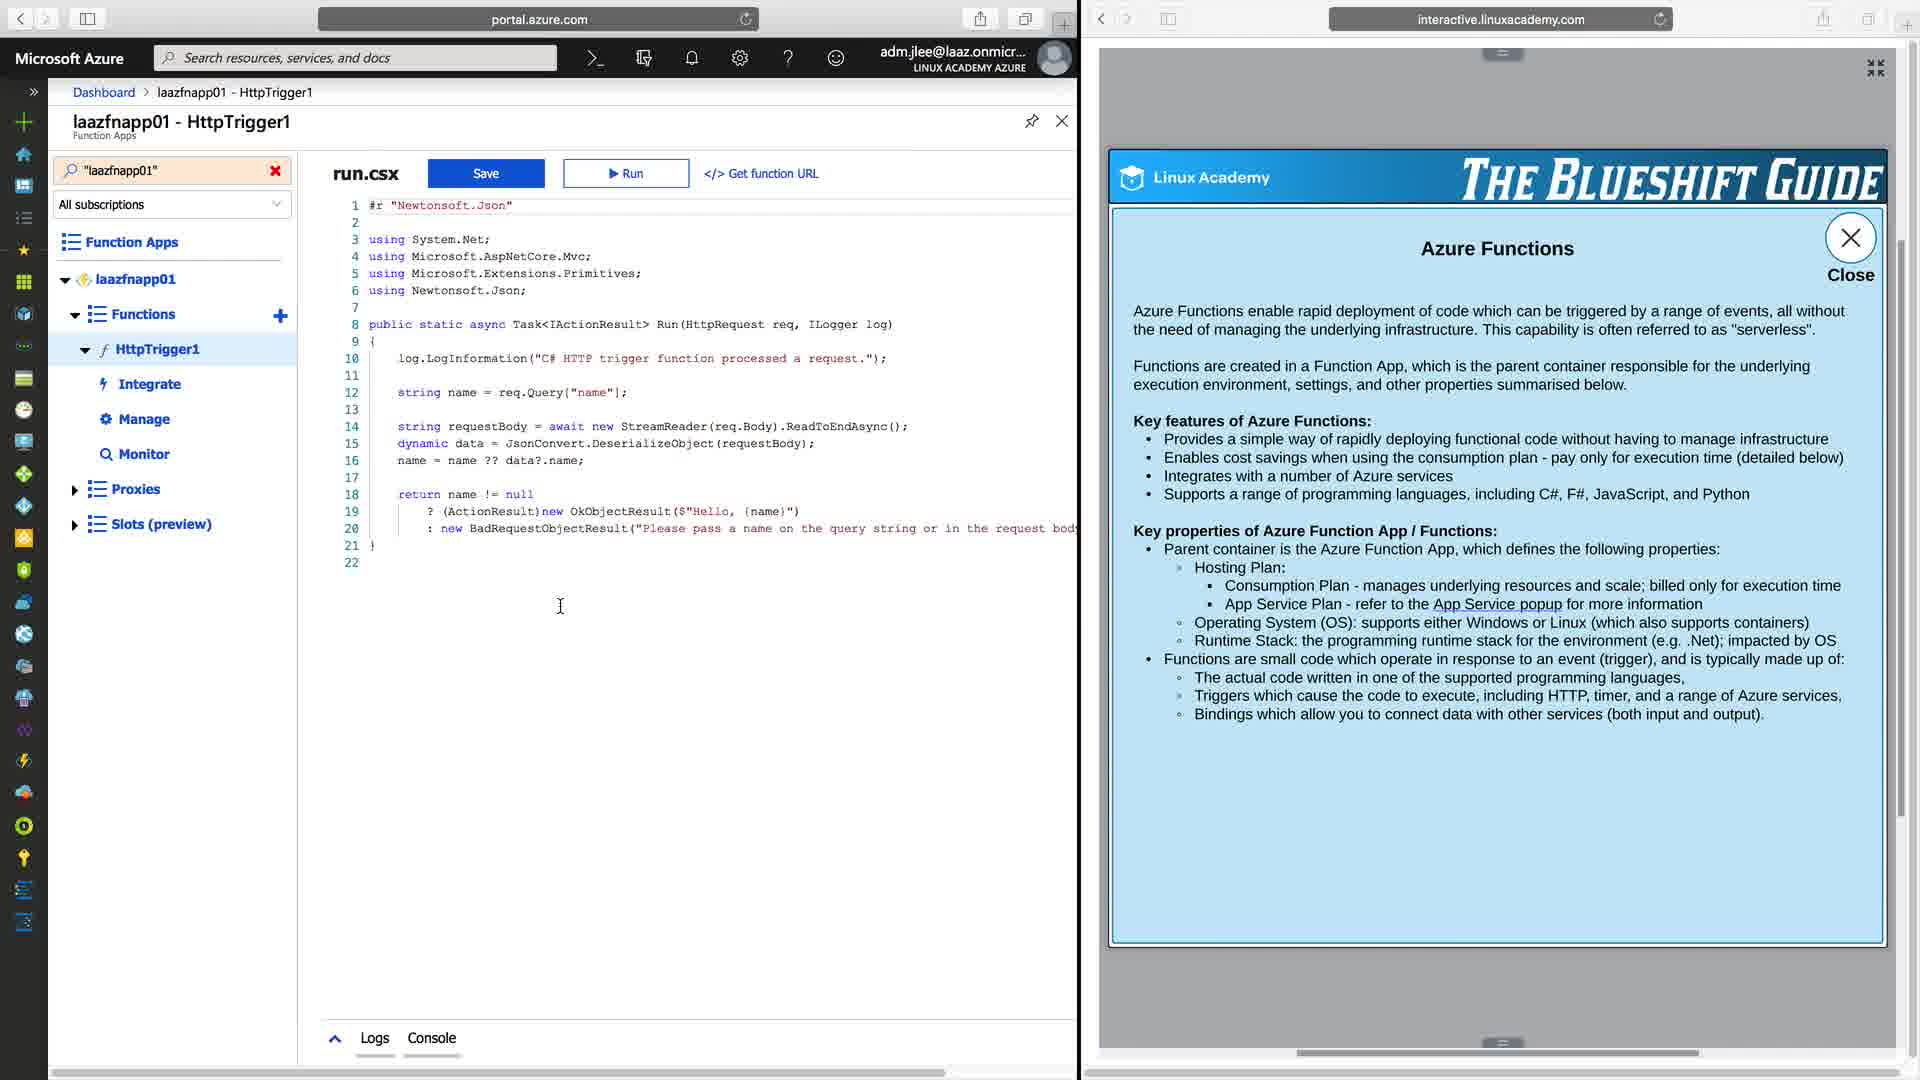 portal.azure.com
Microsoft Azure
Search resources, services, and docs
adm.jlee@laaz.onmicr...
LINUX ACADEMY AZURE
Dashboard > laazfnapp01 - HttpTrigger1
laazfnapp01 - HttpTrigger1
Function Apps
"laazfnapp01"
All subscriptions
Function Apps
laazfnapp01
Functions
HttpTrigger1
Integrate
Manage
Monitor
Proxies
Slots (preview)
run.csx
Save
Run
</> Get function URL
1 #r "Newtonsoft.Json"
2
3 using System.Net;
4 using Microsoft.AspNetCore.Mvc;
5 using Microsoft.Extensions.Primitives;
6 using Newtonsoft.Json;
7
8 public static async Task<IActionResult> Run(HttpRequest req, ILogger log)
9 {
10 log.LogInformation("C# HTTP trigger function processed a request.");
11
12 string name = req.Query["name"];
13
14 string requestBody = await new StreamReader(req.Body).ReadToEndAsync();
15 dynamic data = JsonConvert.DeserializeObject(requestBody);
16 name = name ?? data?.name;
17
18 return name != null
19 ? (ActionResult)new OkObjectResult($"Hello, {name}")
20 : new BadRequestObjectResult("Please pass a name on the query string or in the request body
21 }
22
Logs
Console
interactive.linuxacademy.com
Linux Academy
THE BLUESHIFT GUIDE
Azure Functions
Close
Azure Functions enable rapid deployment of code which can be triggered by a range of events, all without
the need of managing the underlying infrastructure. This capability is often referred to as "serverless".
Functions are created in a Function App, which is the parent container responsible for the underlying
execution environment, settings, and other properties summarised below.
Key features of Azure Functions:
• Provides a simple way of rapidly deploying functional code without having to manage infrastructure
• Enables cost savings when using the consumption plan - pay only for execution time (detailed below)
• Integrates with a number of Azure services
• Supports a range of programming languages, including C#, F#, JavaScript, and Python
Key properties of Azure Function App / Functions:
• Parent container is the Azure Function App, which defines the following properties:
◦ Hosting Plan:
▪ Consumption Plan - manages underlying resources and scale; billed only for execution time
▪ App Service Plan - refer to the App Service popup for more information
◦ Operating System (OS): supports either Windows or Linux (which also supports containers)
◦ Runtime Stack: the programming runtime stack for the environment (e.g. .Net); impacted by OS
• Functions are small code which operate in response to an event (trigger), and is typically made up of:
◦ The actual code written in one of the supported programming languages,
◦ Triggers which cause the code to execute, including HTTP, timer, and a range of Azure services,
◦ Bindings which allow you to connect data with other services (both input and output).